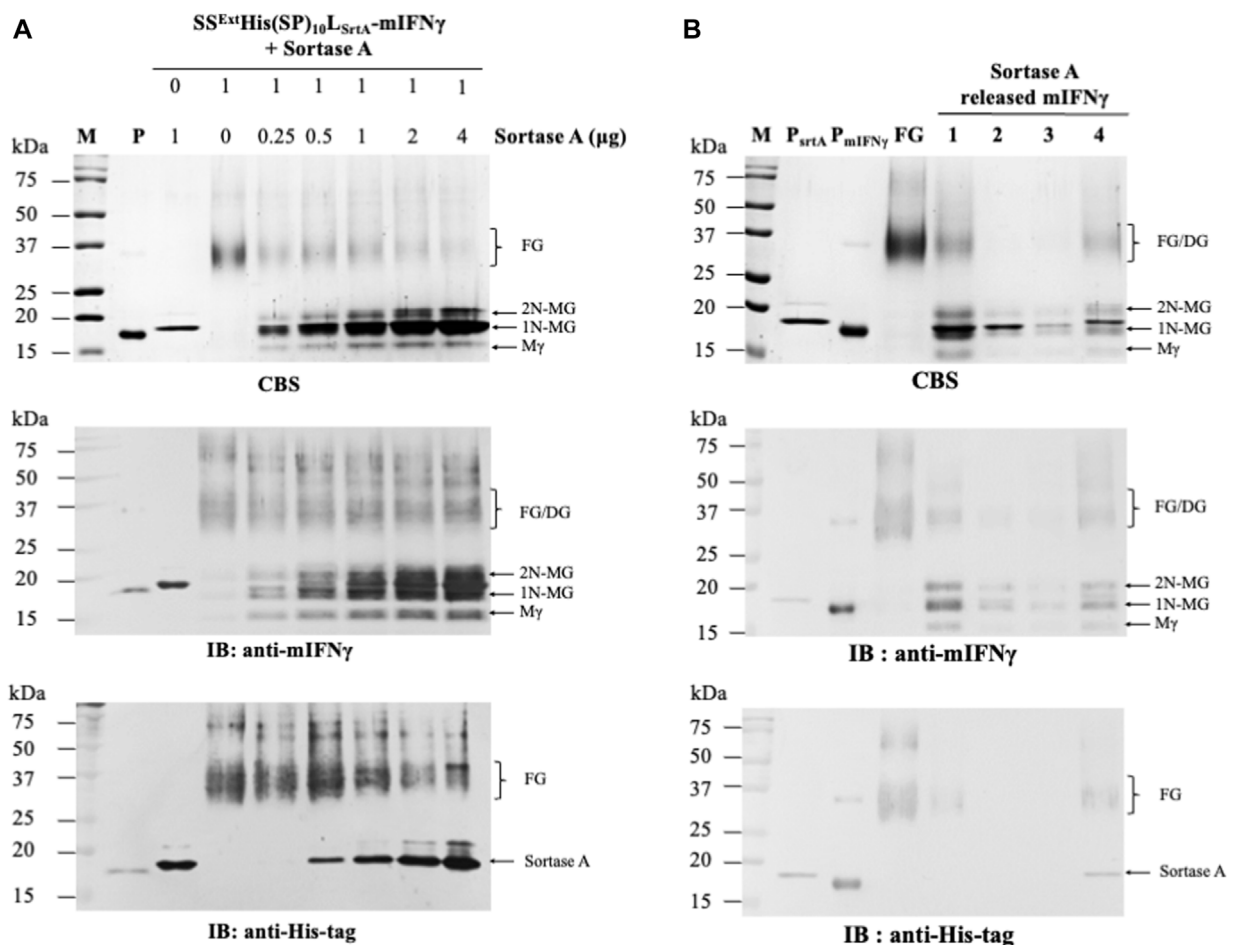 A
SS^Ext His(SP)₁₀L_SrtA-mIFNγ
+ Sortase A
0 1 1 1 1 1 1
kDa M P 1 0 0.25 0.5 1 2 4 Sortase A (µg)
75
50
37 FG
25
2N-MG
20
1N-MG
15 Mγ
CBS
kDa
75
50
37 FG/DG
25
20 2N-MG
1N-MG
15 Mγ
IB: anti-mIFNγ
kDa
75
50
37 FG
25
20
Sortase A
15
IB: anti-His-tag
B
Sortase A
released mIFNγ
kDa M P_srtA P_mIFNγ FG 1 2 3 4
75
50
37 FG/DG
25
20 2N-MG
1N-MG
15 Mγ
CBS
kDa
75
50
37 FG/DG
25
20 2N-MG
1N-MG
15 Mγ
IB : anti-mIFNγ
kDa
75
50
37 FG
25
20 Sortase A
15
IB : anti-His-tag